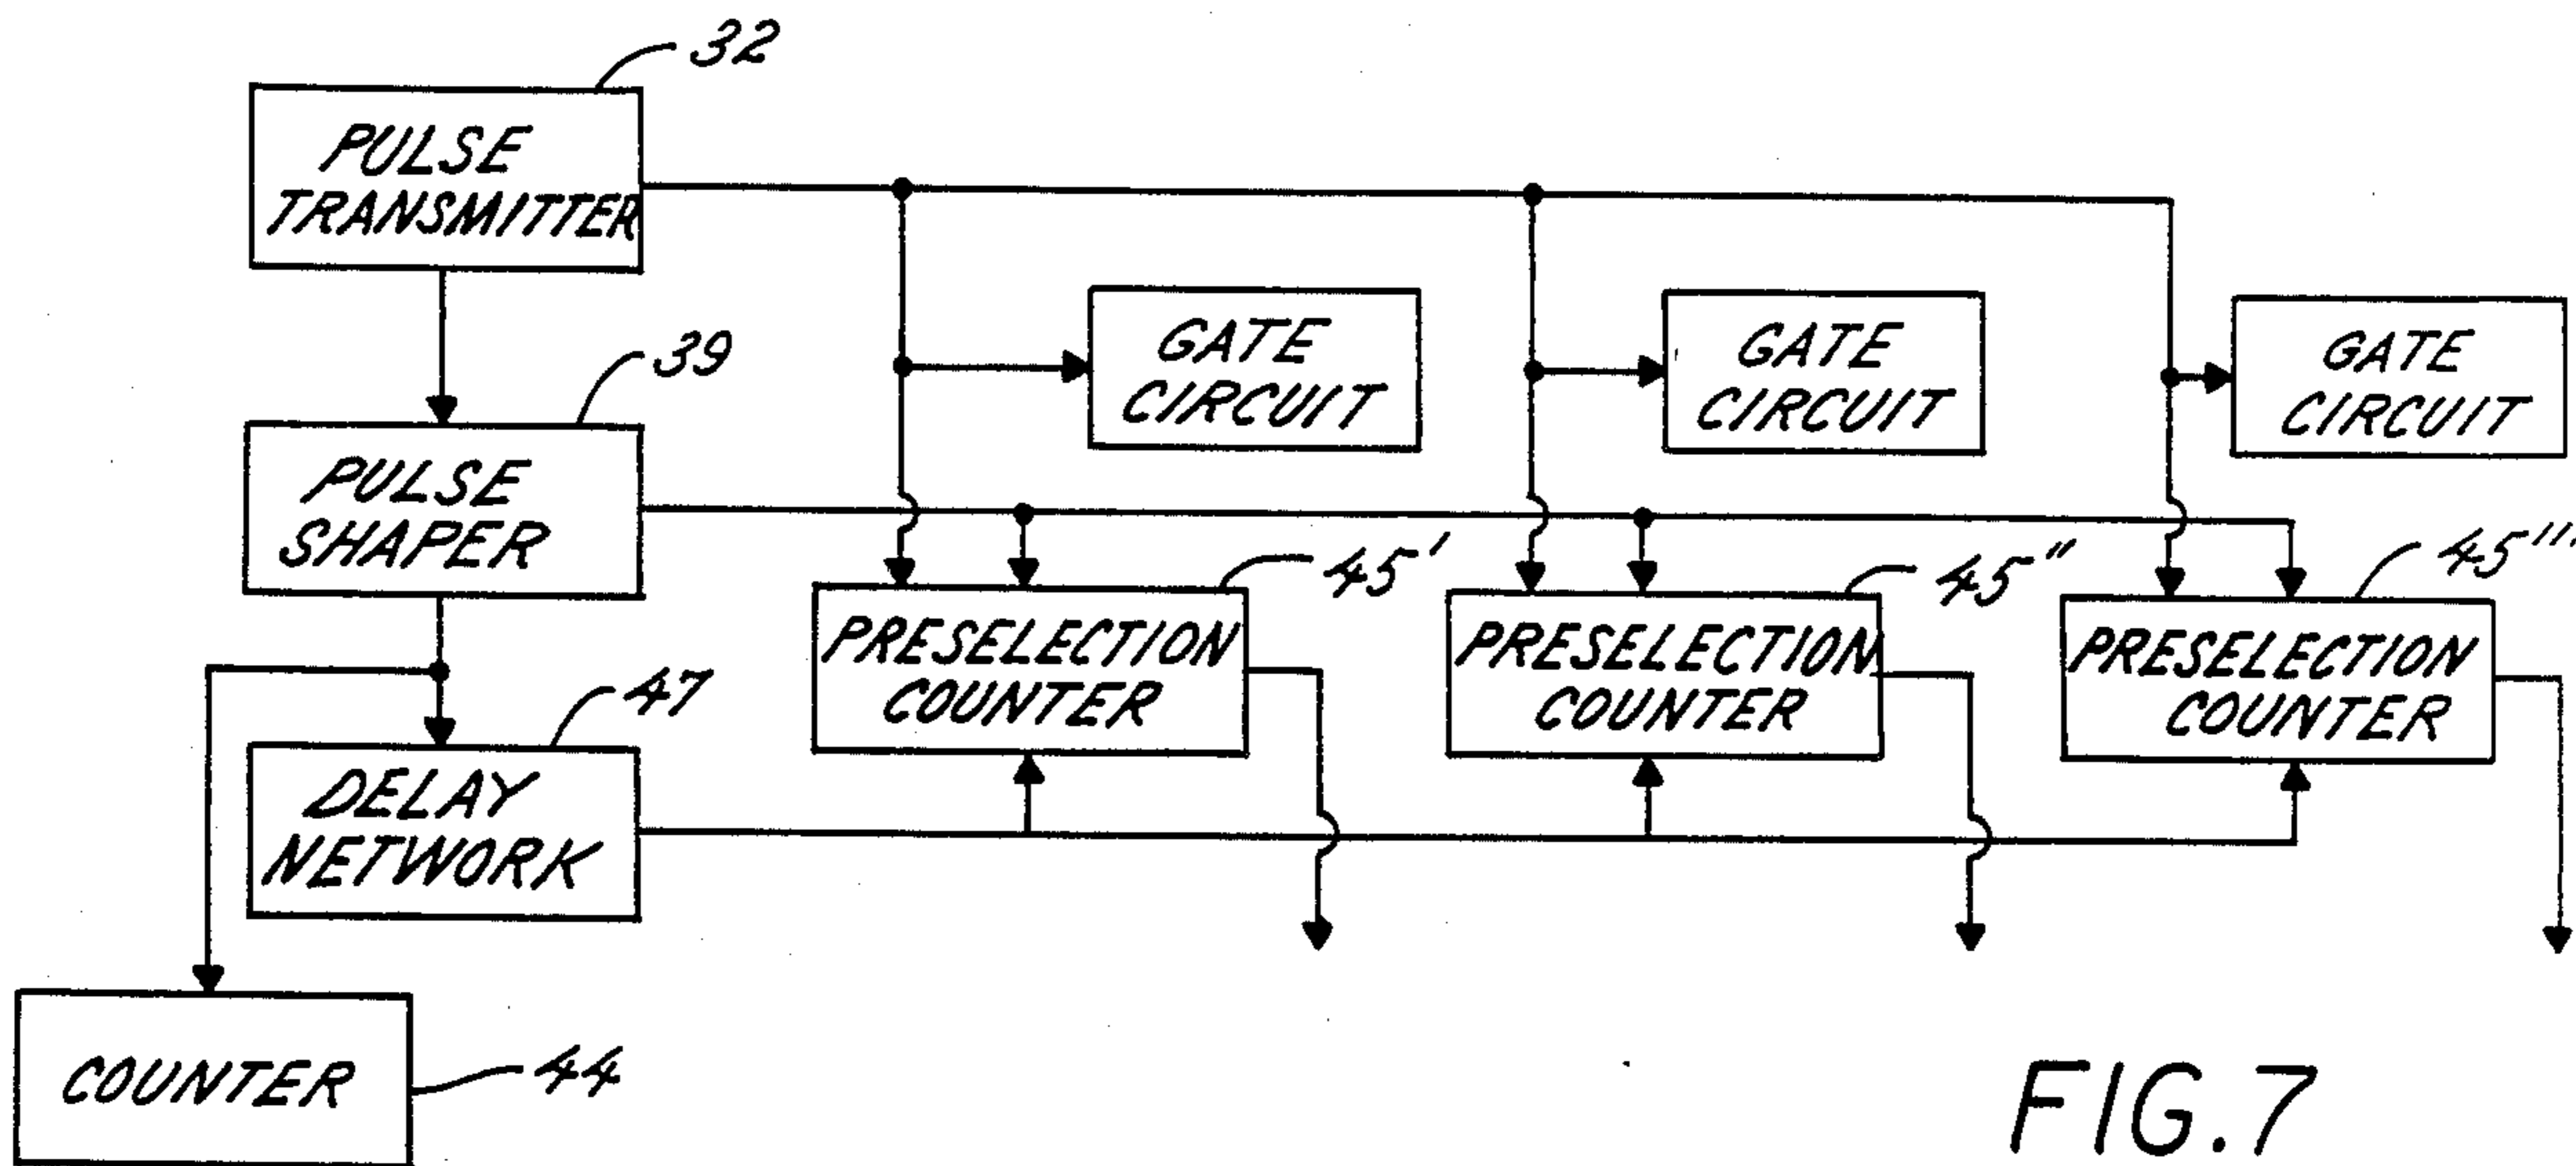 32
PULSE
TRANSMITTER
39
GATE
CIRCUIT
GATE
CIRCUIT
GATE
CIRCUIT
PULSE
SHAPER
45'
45"
45'''
PRESELECTION
COUNTER
PRESELECTION
COUNTER
PRESELECTION
COUNTER
47
DELAY
NETWORK
COUNTER
44
FIG.7